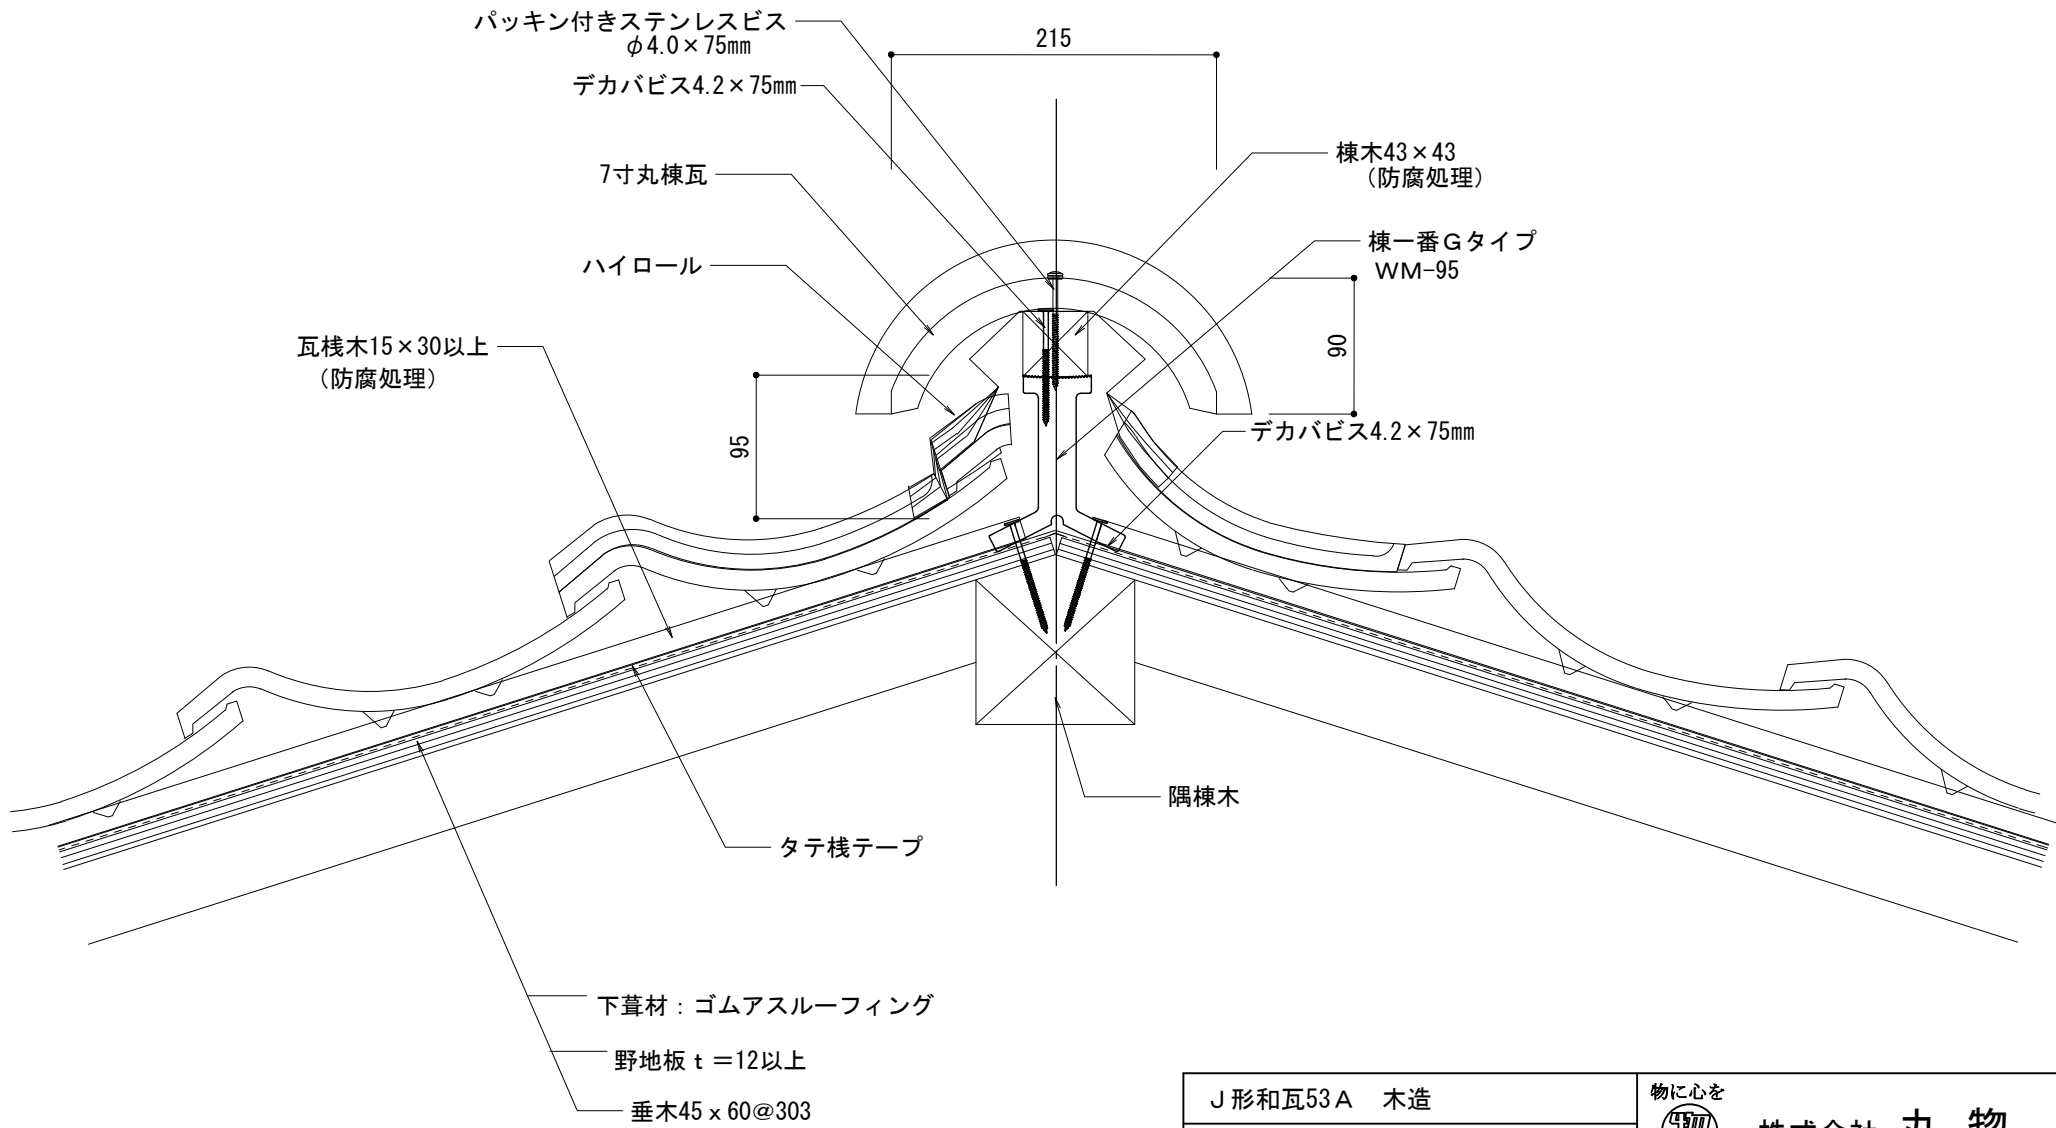 パッキン付きステンレスビス
φ4.0×75mm
215
デカバビス4.2×75mm
棟木43×43
（防腐処理）
7寸丸棟瓦
棟一番Gタイプ
WM-95
ハイロール
瓦桟木15×30以上
（防腐処理）
90
デカバビス4.2×75mm
95
隅棟木
タテ桟テープ
下葺材：ゴムアスルーフィング
野地板 t ＝12以上
垂木45 x 60@303
J形和瓦53A 木造
物に心を
株式会社 丸 物